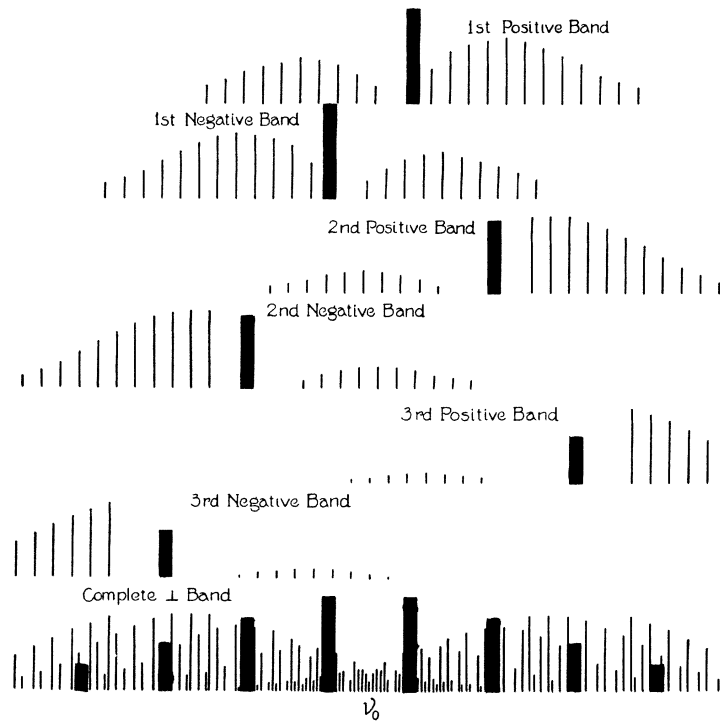 1st Positive Band
1st Negative Band
2nd Positive Band
2nd Negative Band
3rd Positive Band
3rd Negative Band
Complete ⊥ Band
ν₀